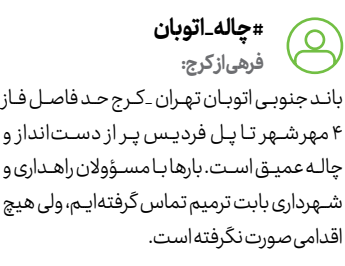 #چاله_اتوبان
فرهی از کرج:
باند جنوبی اتوبان تهران _کرج حد فاصل فاز
۴ مهرشهر تا پل فردیس پر از دست‌انداز و
چاله عمیق است. بارها با مسؤولان راهداری و
شهرداری بابت ترمیم تماس گرفته‌ایم، ولی هیچ
اقدامی صورت نگرفته است.